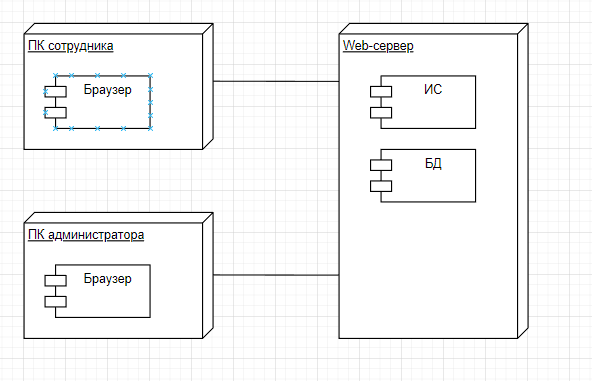 ПК сотрудника
Браузер
Web-сервер
ИС
БД
ПК администратора
Браузер